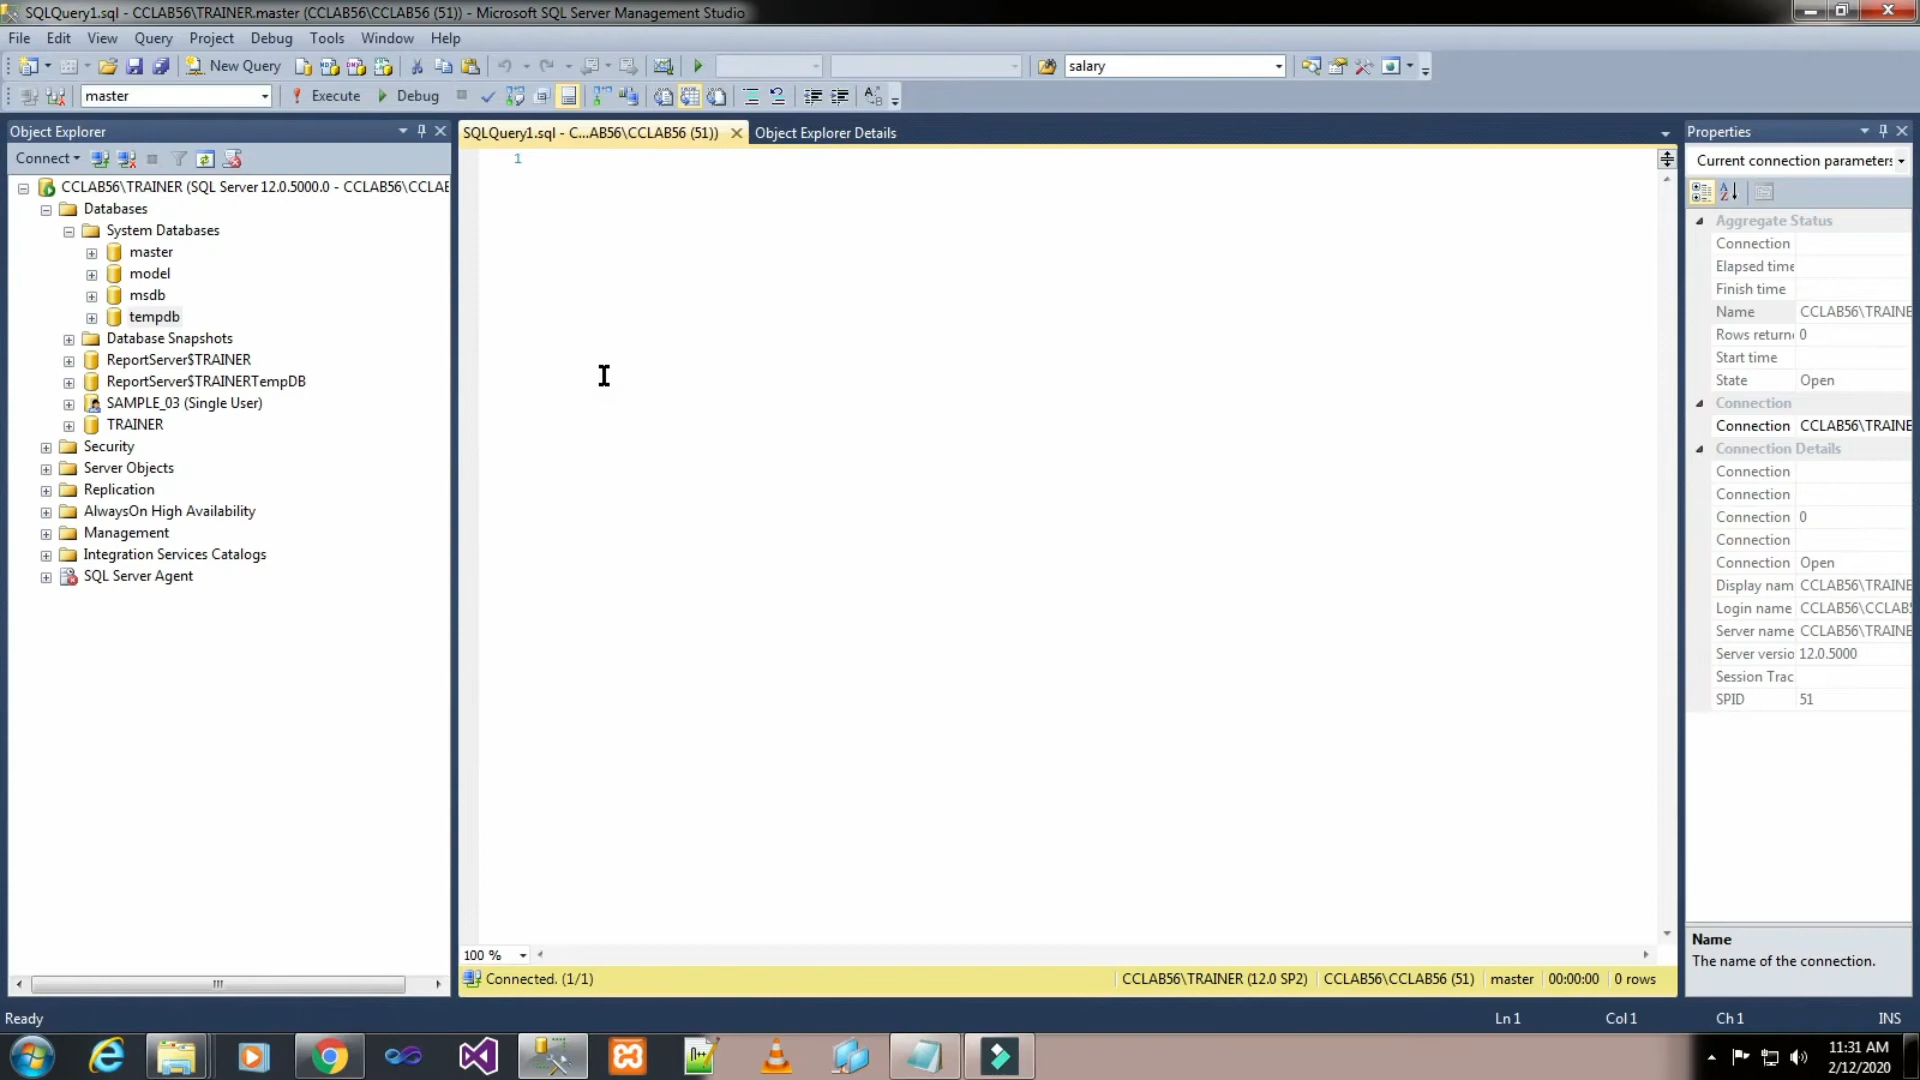 SQLQuery1.sql - CCLAB56\TRAINER.master (CCLAB56\CCLAB56 (51)) - Microsoft SQL Server Management Studio
File Edit View Query Project Debug Tools Window Help
New Query salary
master Execute Debug
Object Explorer
Connect
CCLAB56\TRAINER (SQL Server 12.0.5000.0 - CCLAB56\CCLAE
Databases
System Databases
master
model
msdb
tempdb
Database Snapshots
ReportServer$TRAINER
ReportServer$TRAINERTempDB
SAMPLE_03 (Single User)
TRAINER
Security
Server Objects
Replication
AlwaysOn High Availability
Management
Integration Services Catalogs
SQL Server Agent
SQLQuery1.sql - C...AB56\CCLAB56 (51)) Object Explorer Details
1
100 %
Connected. (1/1) CCLAB56\TRAINER (12.0 SP2) CCLAB56\CCLAB56 (51) master 00:00:00 0 rows
Properties
Current connection parameters
Aggregate Status
Connection
Elapsed time
Finish time
Name CCLAB56\TRAINE
Rows return 0
Start time
State Open
Connection
Connection CCLAB56\TRAINE
Connection Details
Connection
Connection
Connection 0
Connection
Connection Open
Display nam CCLAB56\TRAINE
Login name CCLAB56\CCLAB5
Server name CCLAB56\TRAINE
Server versio 12.0.5000
Session Trac
SPID 51
Name
The name of the connection.
Ready Ln 1 Col 1 Ch 1 INS
11:31 AM
2/12/2020